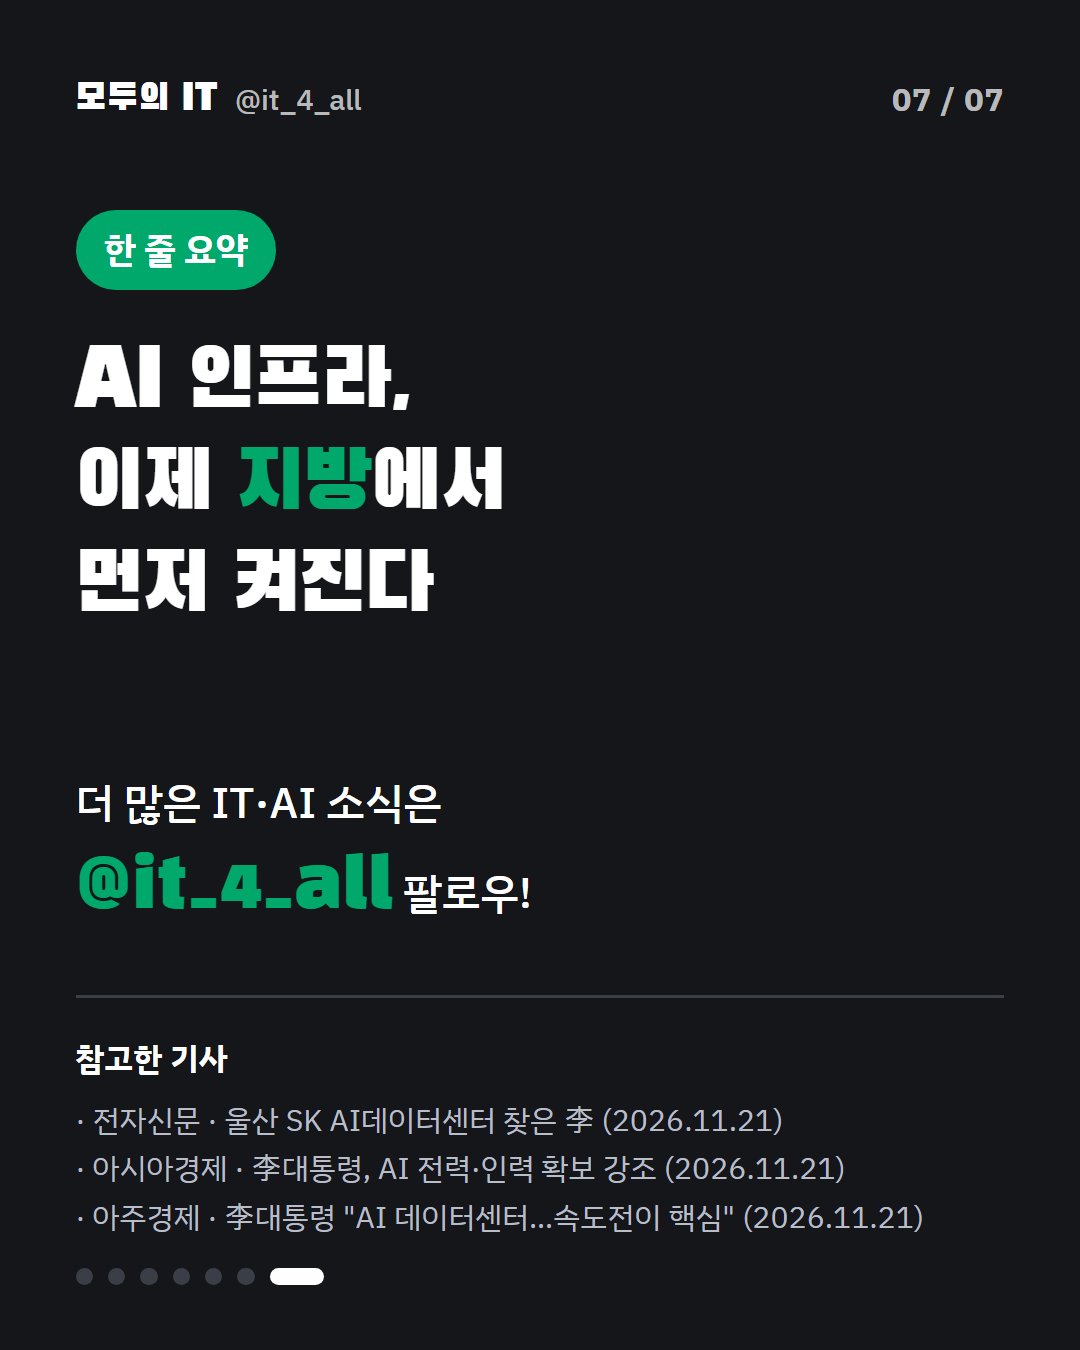 모두의 IT @it_4_all
07 / 07
한 줄 요약
AI 인프라,
이제 지방에서
먼저 켜진다
더 많은 IT·AI 소식은
@it_4_all 팔로우!
참고한 기사
· 전자신문 · 울산 SK AI데이터센터 찾은 李 (2026.11.21)
· 아시아경제 · 李대통령, AI 전력·인력 확보 강조 (2026.11.21)
· 아주경제 · 李대통령 "AI 데이터센터…속도전이 핵심" (2026.11.21)